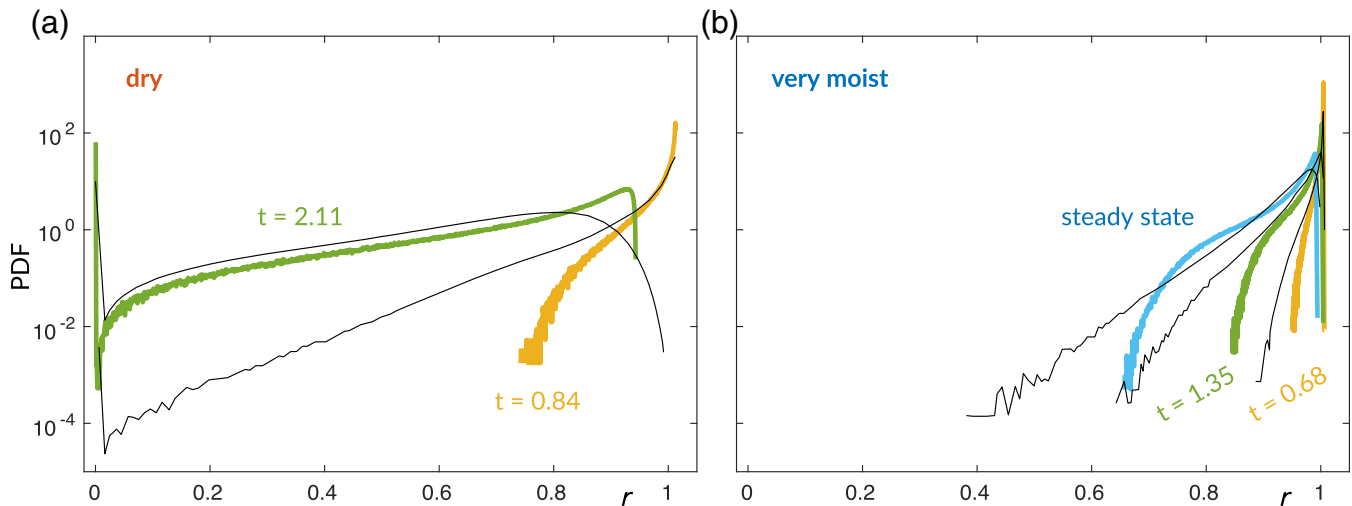 (a)
dry
PDF
10^2
10^0
10^-2
10^-4
t = 2.11
t = 0.84
0 0.2 0.4 0.6 0.8 r 1
(b)
very moist
steady state
t = 1.35
t = 0.68
0 0.2 0.4 0.6 0.8 r 1